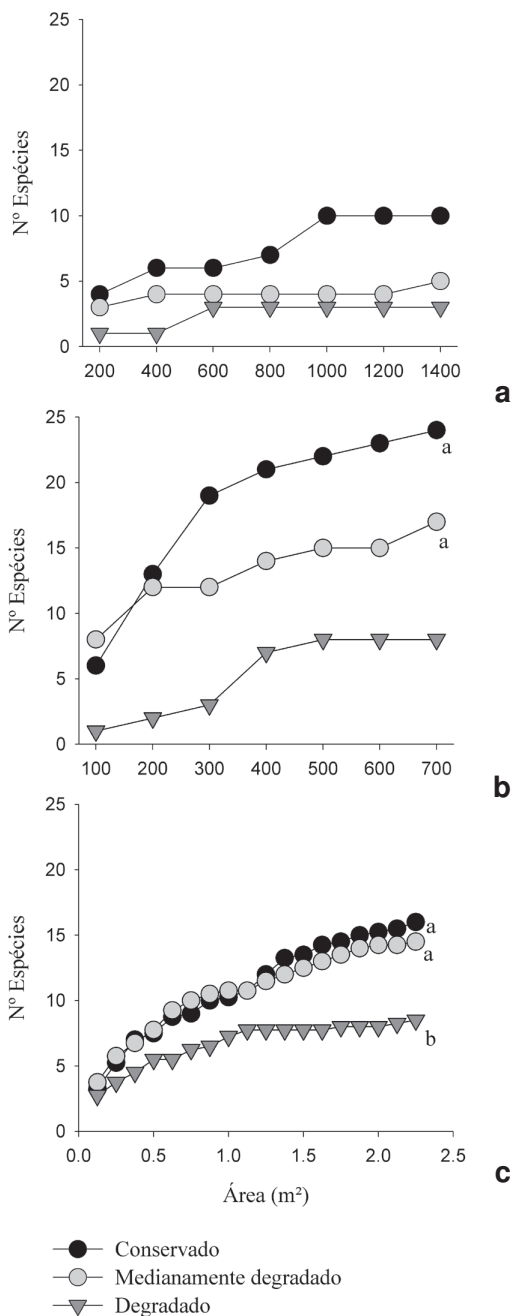 25
20
15
10
5
0
Nº Espécies
200 400 600 800 1000 1200 1400
a
25
20
15
10
5
0
Nº Espécies
a
a
100 200 300 400 500 600 700
b
25
20
15
10
5
0
Nº Espécies
a
a
b
0.0 0.5 1.0 1.5 2.0 2.5
Área (m²)
c
Conservado
Medianamente degradado
Degradado